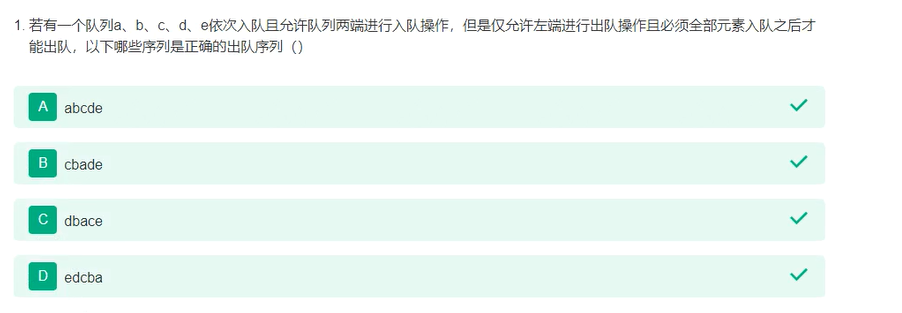 1. 若有一个队列a、b、c、d、e依次入队且允许队列两端进行入队操作，但是仅允许左端进行出队操作且必须全部元素入队之后才
能出队，以下哪些序列是正确的出队序列（）
A abcde
B cbade
C dbace
D edcba